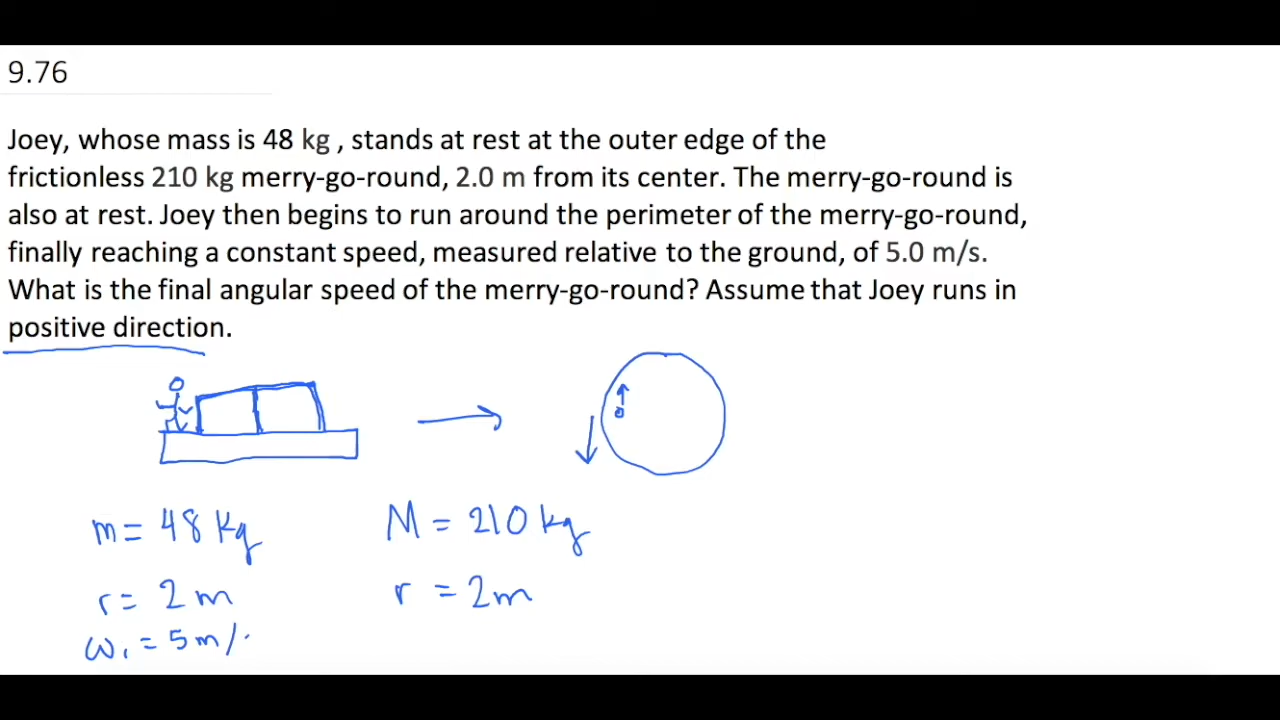 9.76
Joey, whose mass is 48 kg , stands at rest at the outer edge of the
frictionless 210 kg merry-go-round, 2.0 m from its center. The merry-go-round is
also at rest. Joey then begins to run around the perimeter of the merry-go-round,
finally reaching a constant speed, measured relative to the ground, of 5.0 m/s.
What is the final angular speed of the merry-go-round? Assume that Joey runs in
positive direction.
m = 48 kg
M = 210 kg
r = 2 m
r = 2m
ω₁ = 5 m/